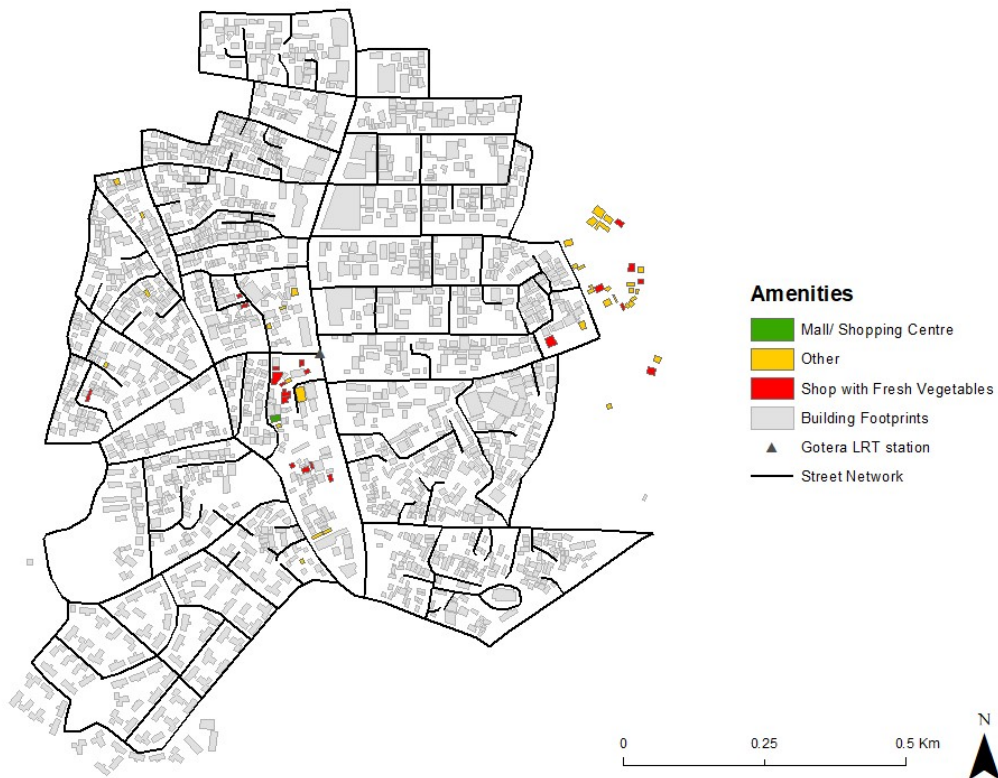 Amenities
Mall/ Shopping Centre
Other
Shop with Fresh Vegetables
Building Footprints
Gotera LRT station
Street Network
N
0 0.25 0.5 Km